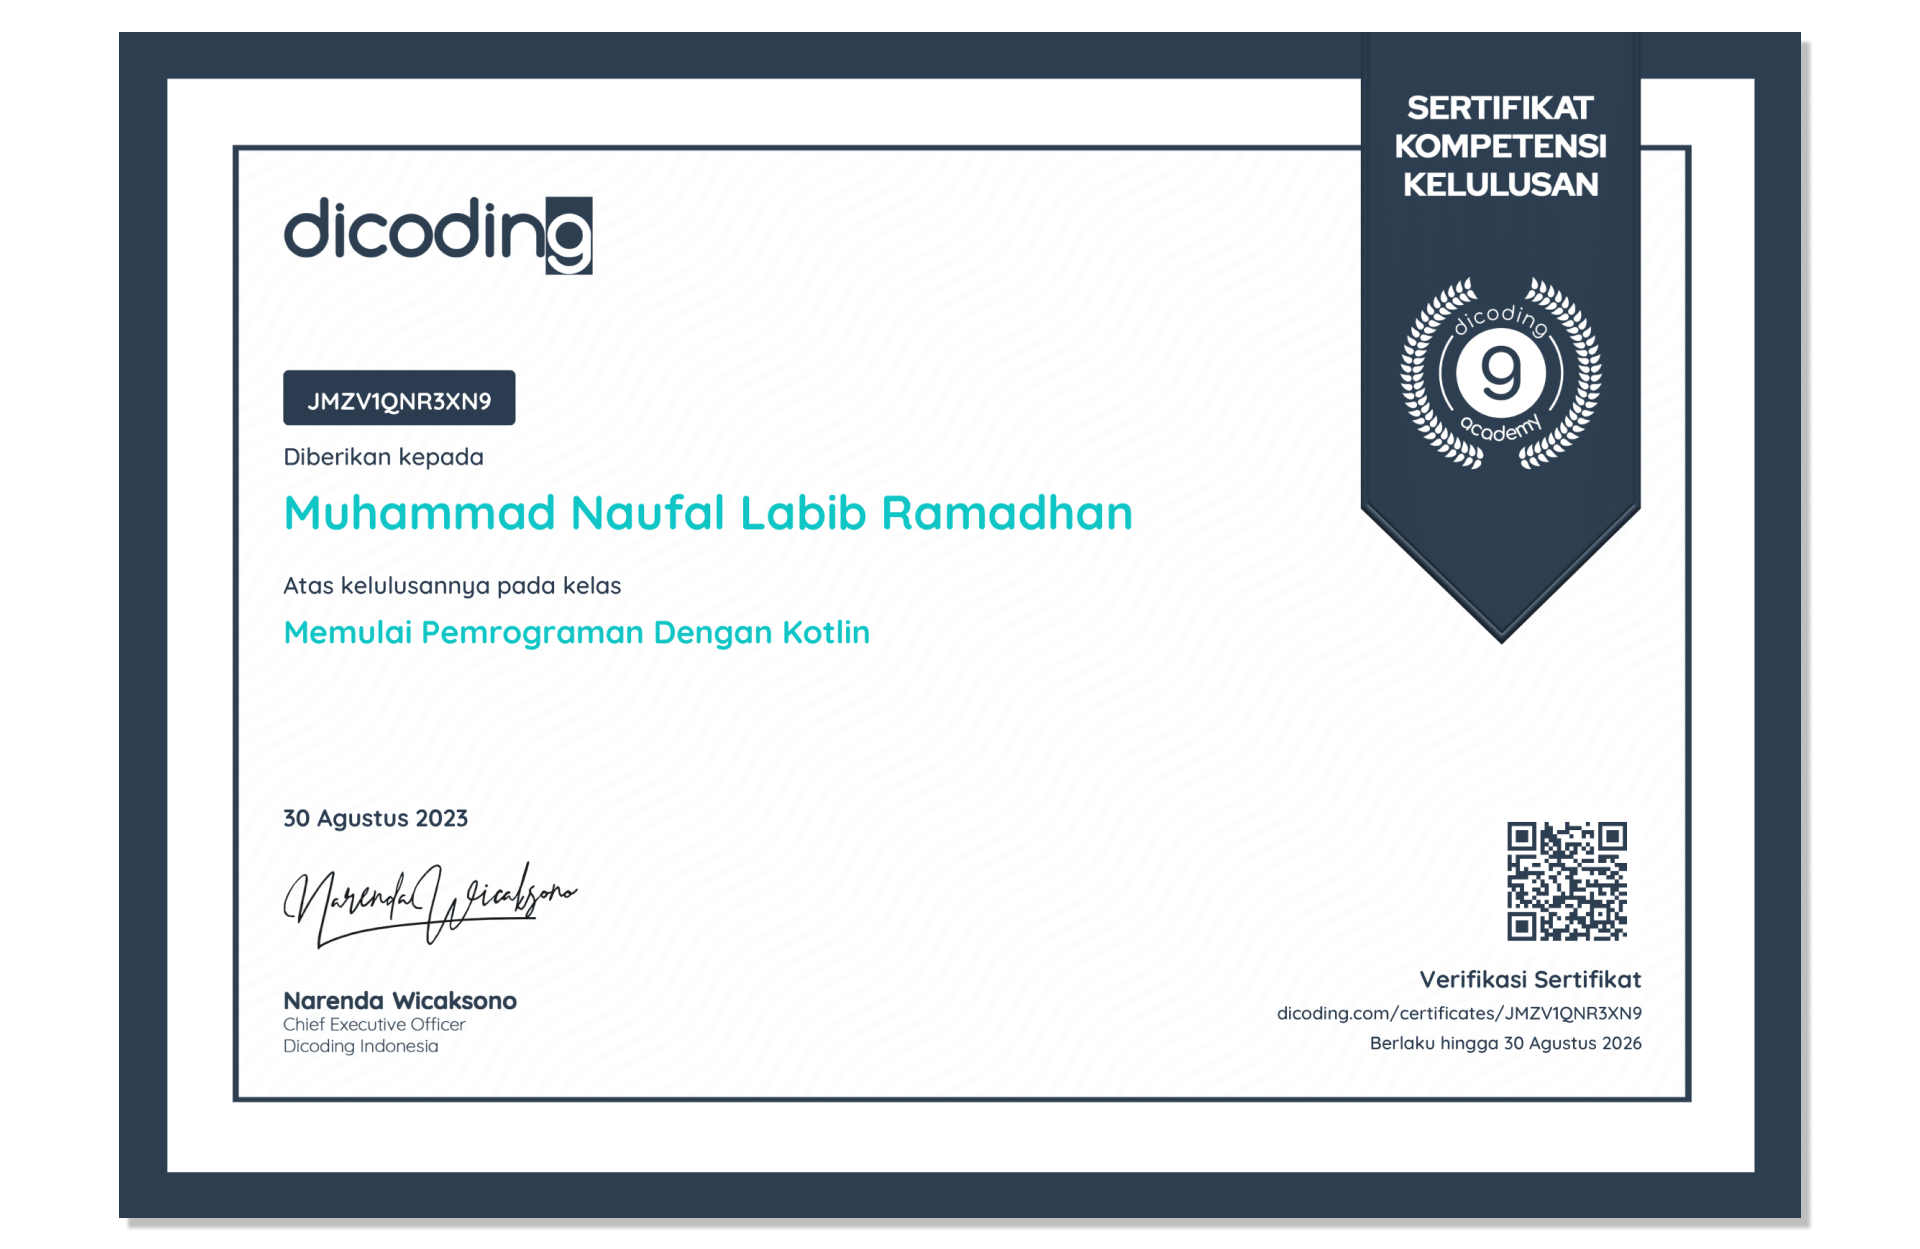 SERTIFIKAT
KOMPETENSI
KELULUSAN
dicoding
dicoding
g
academy
JMZV1QNR3XN9
Diberikan kepada
Muhammad Naufal Labib Ramadhan
Atas kelulusannya pada kelas
Memulai Pemrograman Dengan Kotlin
30 Agustus 2023
Narenda Wicaksono
Narenda Wicaksono
Chief Executive Officer
Dicoding Indonesia
Verifikasi Sertifikat
dicoding.com/certificates/JMZV1QNR3XN9
Berlaku hingga 30 Agustus 2026